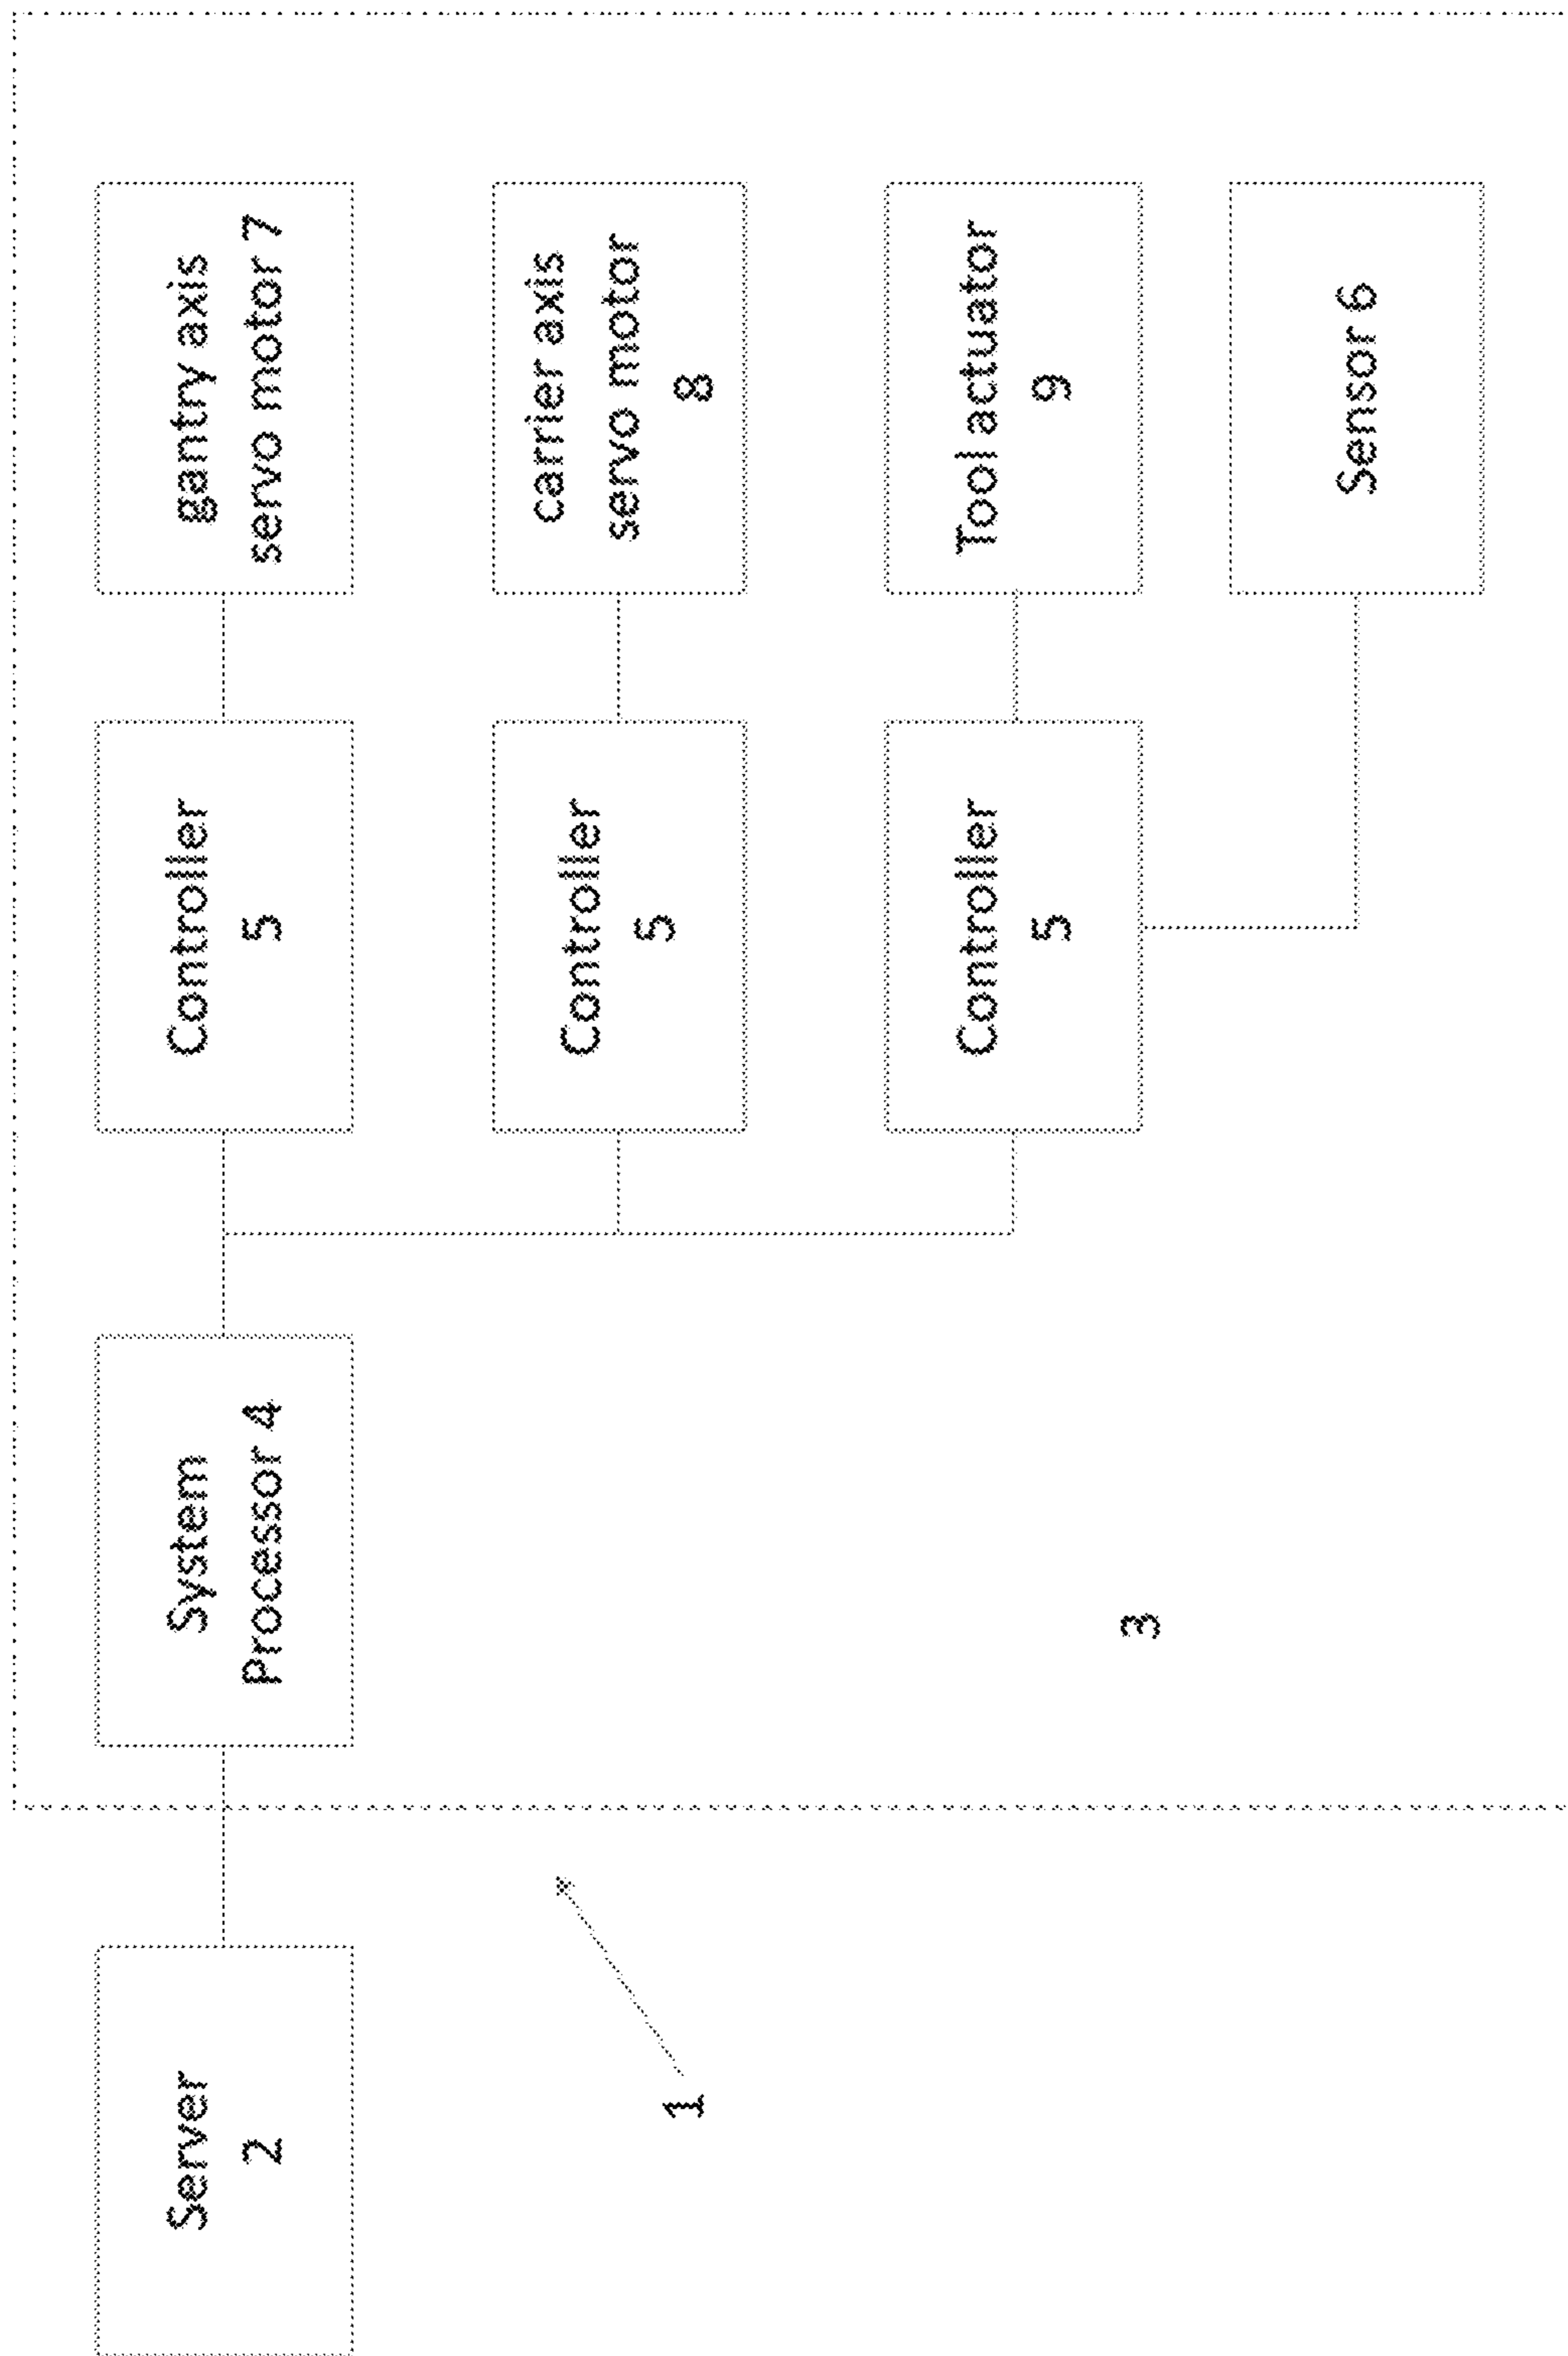 Server
2
System
Processor 4
Controller
5
gantry axis
servo motor 7
Controller
5
carrier axis
servo motor
8
Controller
5
Tool actuator
9
Sensor 6
1
3